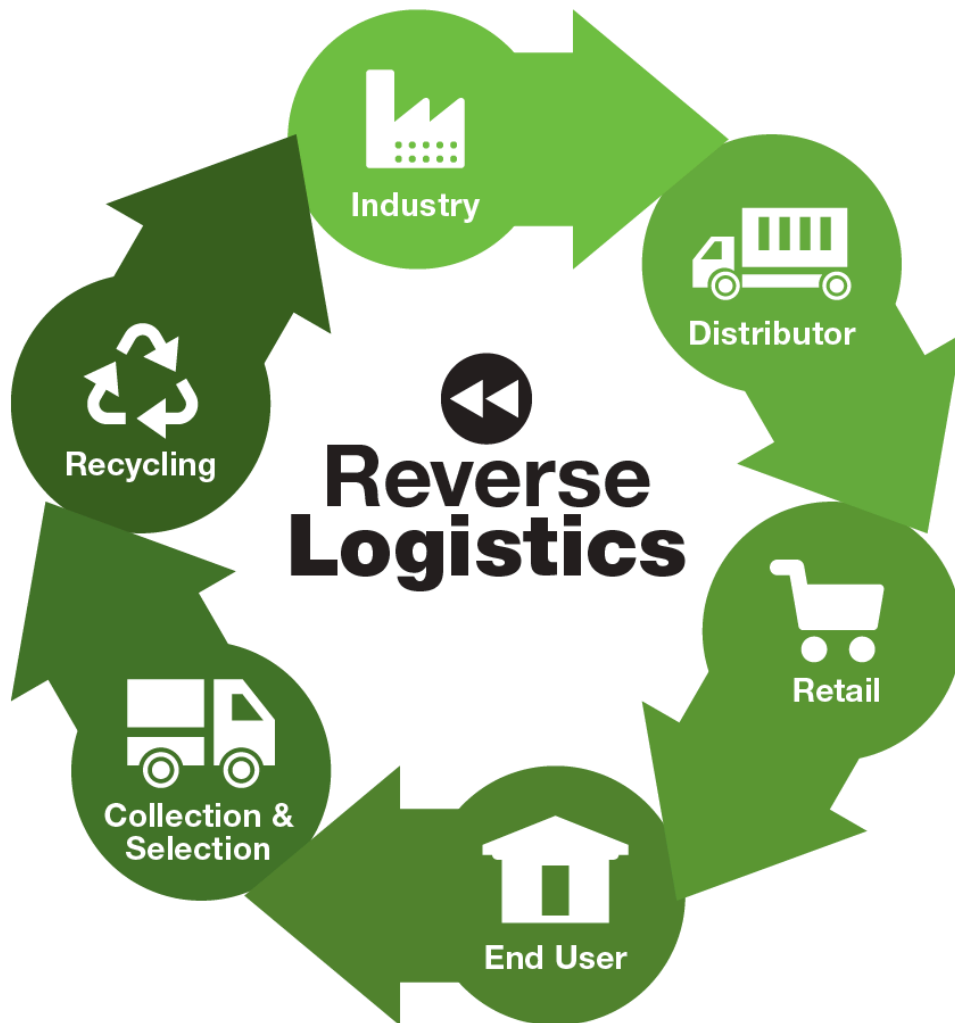 Industry
Distributor
Recycling
Reverse
Logistics
Retail
Collection &
Selection
End User